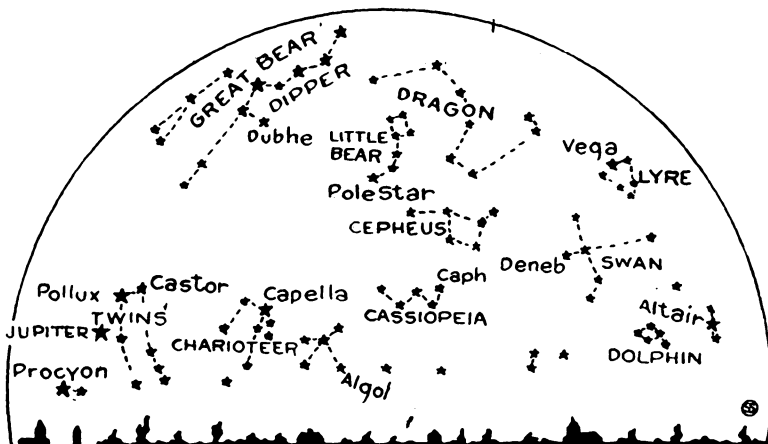 GREAT BEAR
DIPPER
Dubhe
DRAGON
LITTLE
BEAR
Pole Star
Vega
LYRE
CEPHEUS
Deneb
SWAN
Caph
CASSIOPEIA
Castor
Pollux
TWINS
Capella
CHARIOTEER
JUPITER
Algol
Altair
DOLPHIN
Procyon